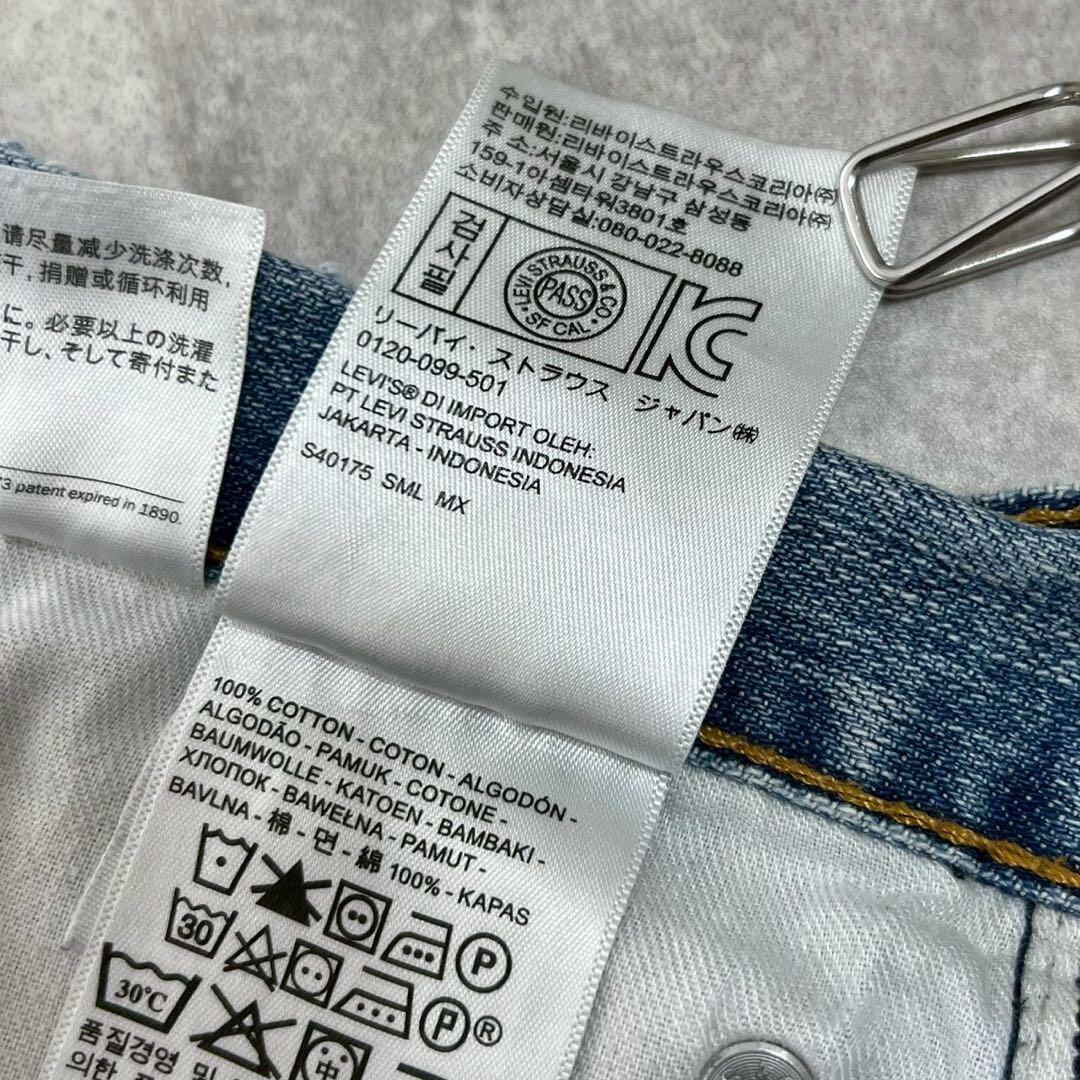 请尽量减少洗涤次数,
干,捐赠或循环利用
に。必要以上の洗濯
干し、そして寄付また
3 patent expired in 1890.
수입원:리바이스트라우스코리아㈜
판매원:리바이스트라우스코리아㈜
주 소:서울시 강남구 삼성동
159-1아셈타워3801호
소비자상담실:080-022-8088
검사필
LEVI STRAUSS & CO
PASS
SF CAL.
KC
リーバイ・ストラウス ジャパン㈱
0120-099-501
LEVI'S® DI IMPORT OLEH:
PT LEVI STRAUSS INDONESIA
JAKARTA - INDONESIA
S40175 SML MX
100% COTTON - COTON - ALGODÓN -
ALGODÃO - PAMUK - COTONE -
BAUMWOLLE - KATOEN - BAMBAKI -
ХЛОПОК - BAWEŁNA - PAMUT -
BAVLNA - 棉 - 면 - 綿 100% - KAPAS
P
30
P®
30°C
中
품질경영 및
의한